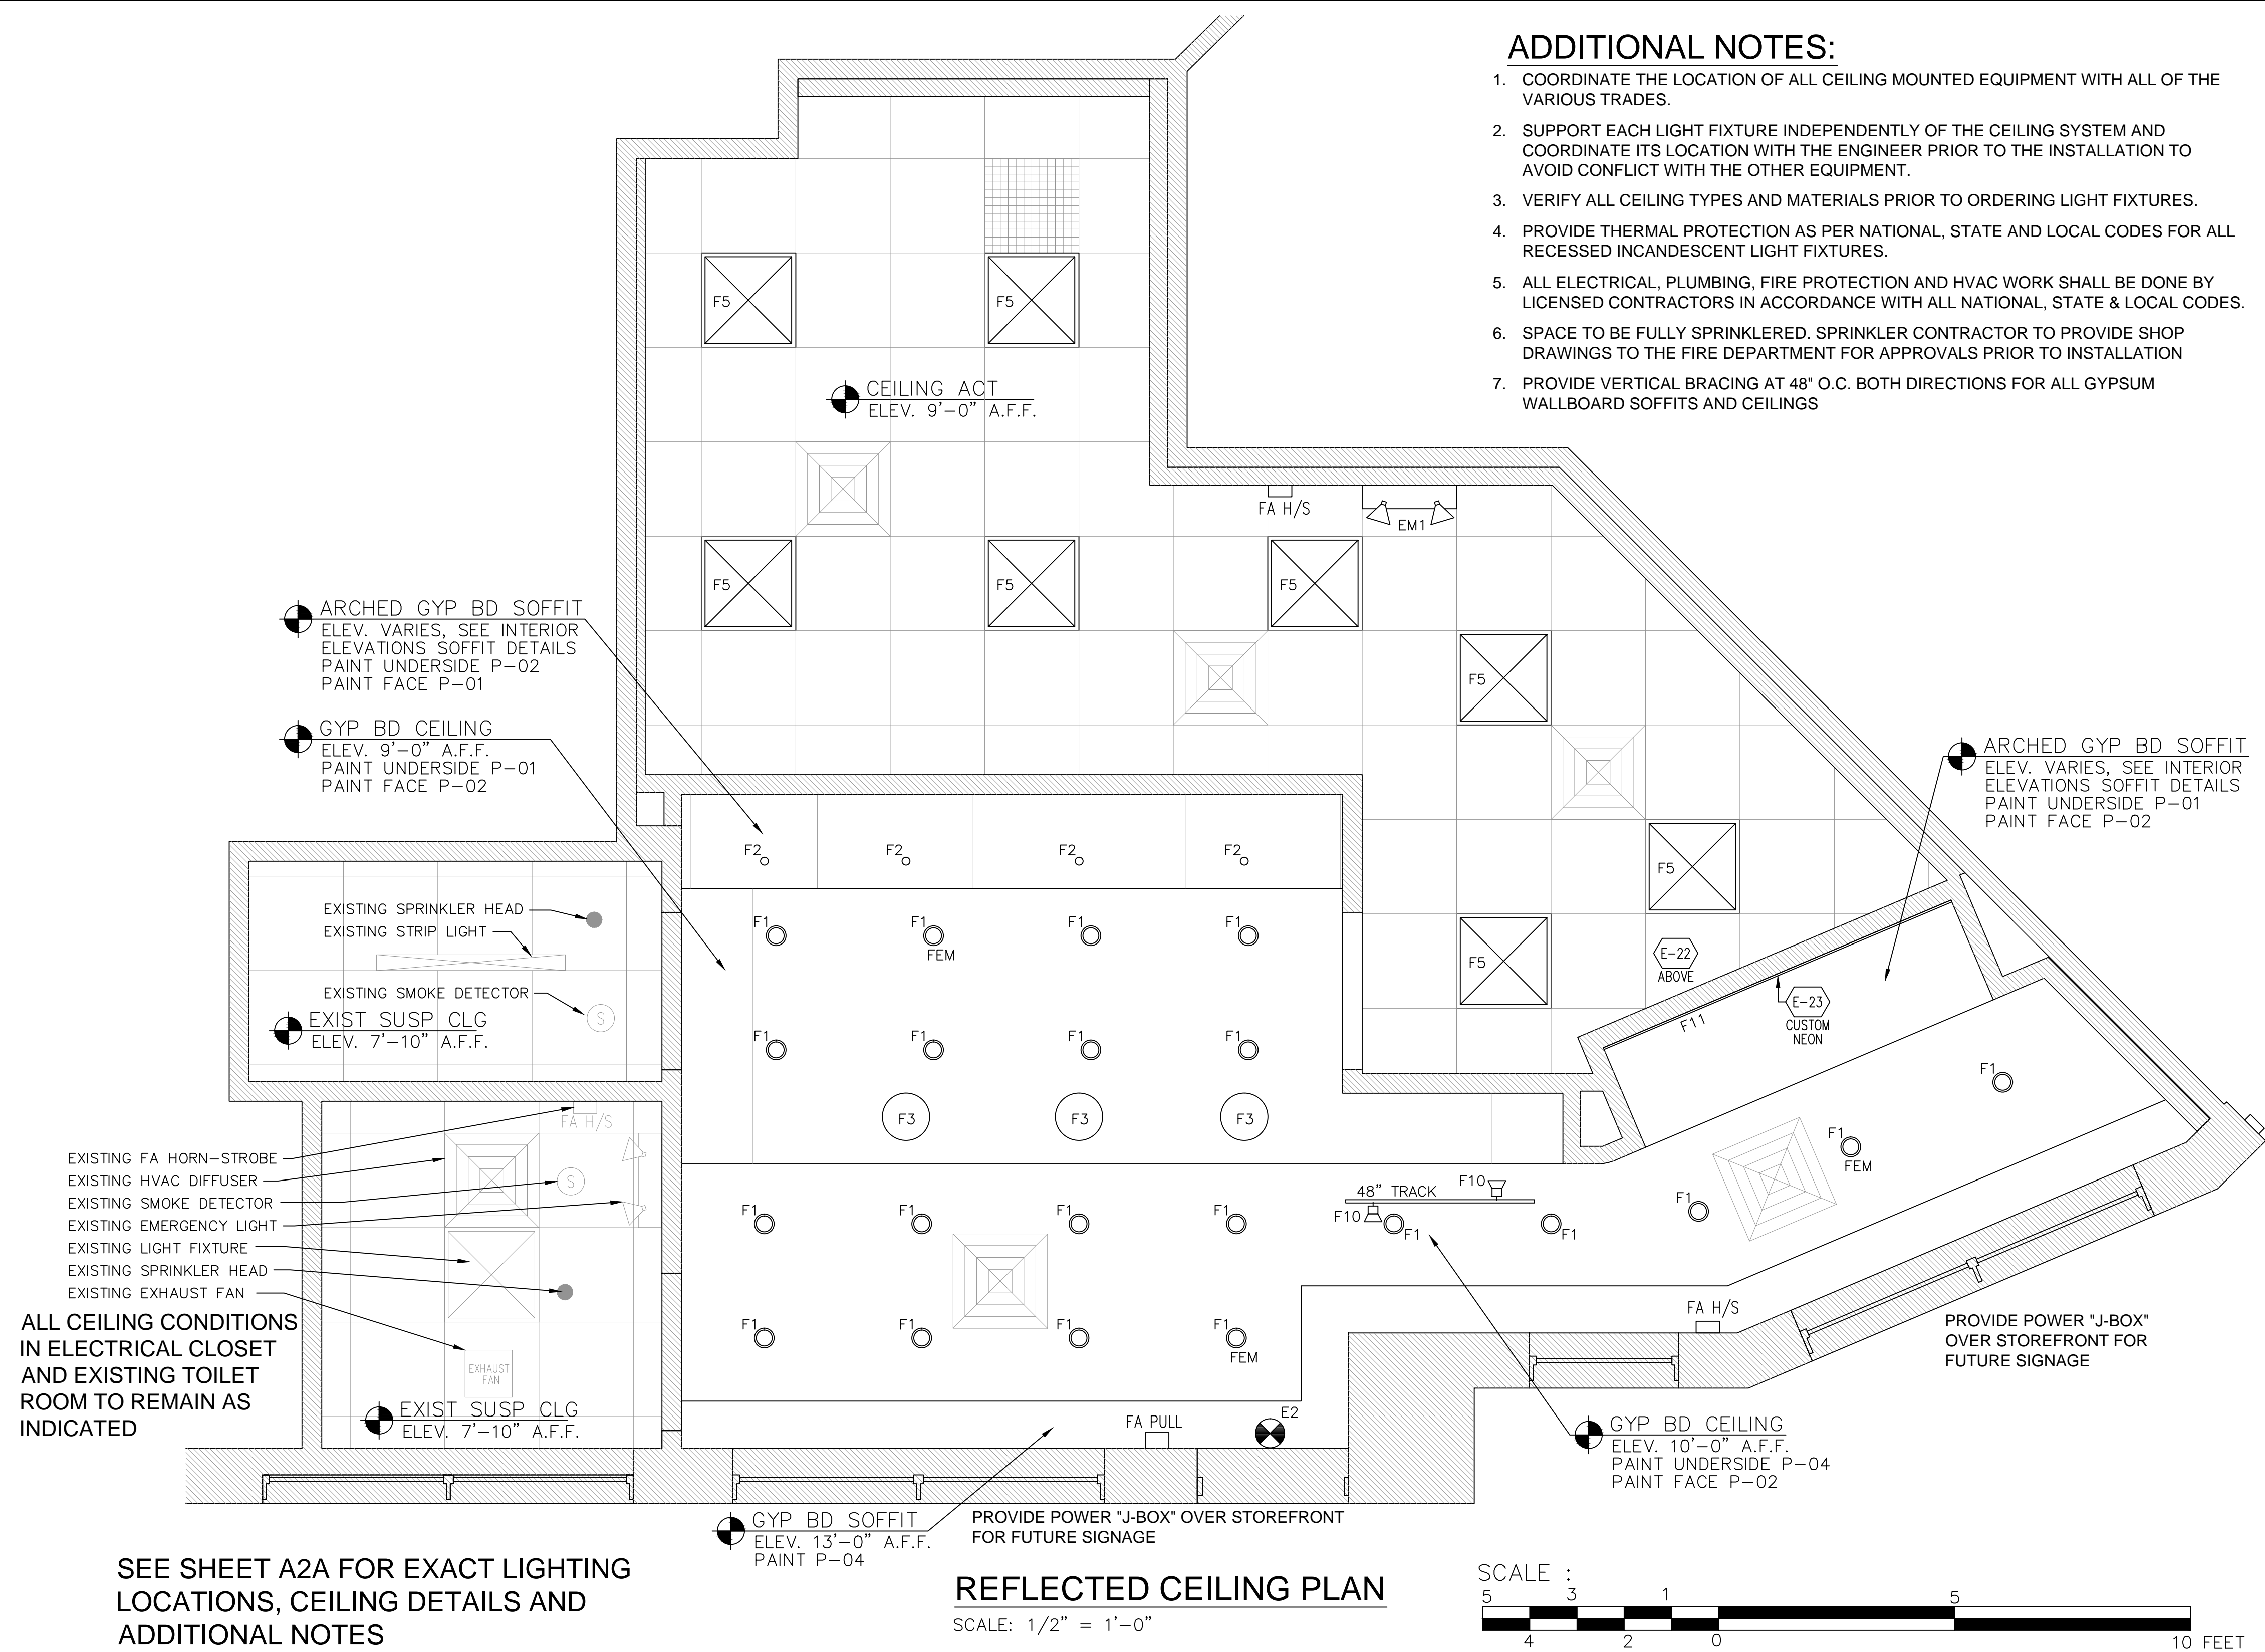 ADDITIONAL NOTES:
1. COORDINATE THE LOCATION OF ALL CEILING MOUNTED EQUIPMENT WITH ALL OF THE
VARIOUS TRADES.
2. SUPPORT EACH LIGHT FIXTURE INDEPENDENTLY OF THE CEILING SYSTEM AND
COORDINATE ITS LOCATION WITH THE ENGINEER PRIOR TO THE INSTALLATION TO
AVOID CONFLICT WITH THE OTHER EQUIPMENT.
3. VERIFY ALL CEILING TYPES AND MATERIALS PRIOR TO ORDERING LIGHT FIXTURES.
4. PROVIDE THERMAL PROTECTION AS PER NATIONAL, STATE AND LOCAL CODES FOR ALL
RECESSED INCANDESCENT LIGHT FIXTURES.
5. ALL ELECTRICAL, PLUMBING, FIRE PROTECTION AND HVAC WORK SHALL BE DONE BY
LICENSED CONTRACTORS IN ACCORDANCE WITH ALL NATIONAL, STATE & LOCAL CODES.
6. SPACE TO BE FULLY SPRINKLERED. SPRINKLER CONTRACTOR TO PROVIDE SHOP
DRAWINGS TO THE FIRE DEPARTMENT FOR APPROVALS PRIOR TO INSTALLATION
7. PROVIDE VERTICAL BRACING AT 48" O.C. BOTH DIRECTIONS FOR ALL GYPSUM
WALLBOARD SOFFITS AND CEILINGS
F5
F5
CEILING ACT
ELEV. 9'-0" A.F.F.
FA H/S
EM1
F5
F5
F5
ARCHED GYP BD SOFFIT
ELEV. VARIES, SEE INTERIOR
ELEVATIONS SOFFIT DETAILS
PAINT UNDERSIDE P-02
PAINT FACE P-01
F5
GYP BD CEILING
ELEV. 9'-0" A.F.F.
PAINT UNDERSIDE P-01
PAINT FACE P-02
ARCHED GYP BD SOFFIT
ELEV. VARIES, SEE INTERIOR
ELEVATIONS SOFFIT DETAILS
PAINT UNDERSIDE P-01
PAINT FACE P-02
F2
F2
F2
F2
F5
EXISTING SPRINKLER HEAD
EXISTING STRIP LIGHT
EXISTING SMOKE DETECTOR
S
EXIST SUSP CLG
ELEV. 7'-10" A.F.F.
F1
F1
FEM
F1
F1
F5
E-22
ABOVE
E-23
CUSTOM
NEON
F11
F1
F1
F1
F1
F1
F3
F3
F3
F1
FEM
FA H/S
EXISTING FA HORN-STROBE
EXISTING HVAC DIFFUSER
EXISTING SMOKE DETECTOR
EXISTING EMERGENCY LIGHT
EXISTING LIGHT FIXTURE
EXISTING SPRINKLER HEAD
EXISTING EXHAUST FAN
S
EXHAUST
FAN
ALL CEILING CONDITIONS
IN ELECTRICAL CLOSET
AND EXISTING TOILET
ROOM TO REMAIN AS
INDICATED
EXIST SUSP CLG
ELEV. 7'-10" A.F.F.
F1
F1
F1
F1
48" TRACK
F10
F10
F1
F1
F1
F1
F1
F1
F1
FEM
FA H/S
PROVIDE POWER "J-BOX"
OVER STOREFRONT FOR
FUTURE SIGNAGE
FA PULL
E2
GYP BD CEILING
ELEV. 10'-0" A.F.F.
PAINT UNDERSIDE P-04
PAINT FACE P-02
GYP BD SOFFIT
ELEV. 13'-0" A.F.F.
PAINT P-04
PROVIDE POWER "J-BOX" OVER STOREFRONT
FOR FUTURE SIGNAGE
SEE SHEET A2A FOR EXACT LIGHTING
LOCATIONS, CEILING DETAILS AND
ADDITIONAL NOTES
REFLECTED CEILING PLAN
SCALE: 1/2" = 1'-0"
SCALE :
5 3 1 5
4 2 0 10 FEET